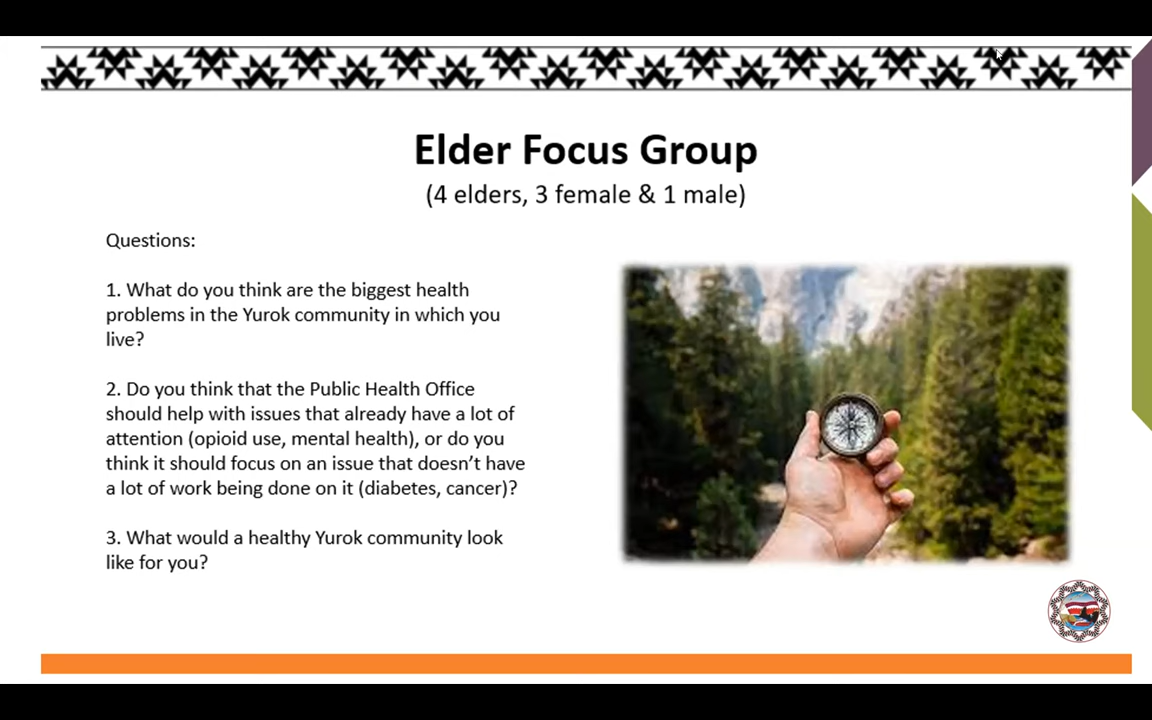 Elder Focus Group
(4 elders, 3 female & 1 male)
Questions:
1. What do you think are the biggest health
problems in the Yurok community in which you
live?
2. Do you think that the Public Health Office
should help with issues that already have a lot of
attention (opioid use, mental health), or do you
think it should focus on an issue that doesn’t have
a lot of work being done on it (diabetes, cancer)?
3. What would a healthy Yurok community look
like for you?